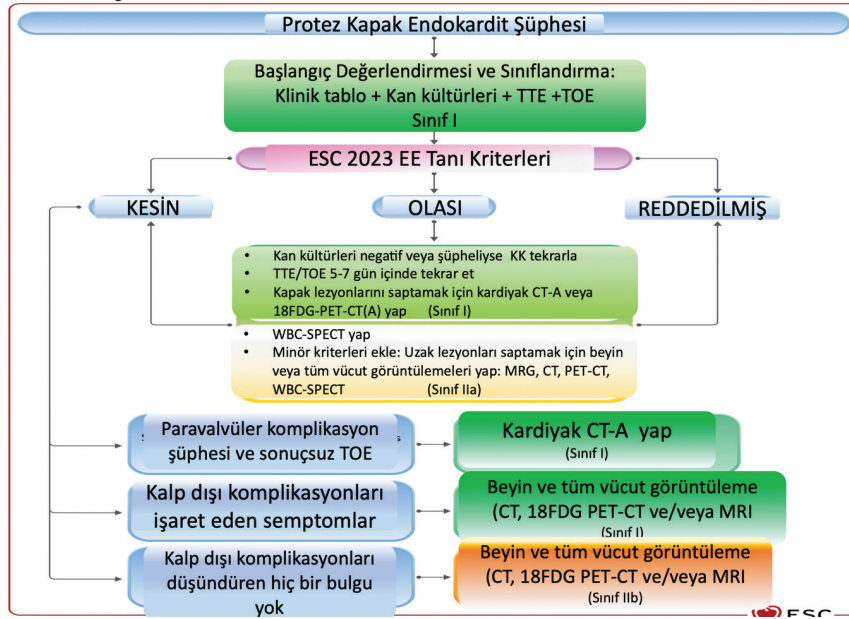 Protez Kapak Endokardit Şüphesi
Başlangıç Değerlendirmesi ve Sınıflandırma:
Klinik tablo + Kan kültürleri + TTE +TOE
Sınıf I
ESC 2023 EE Tanı Kriterleri
KESİN
OLASI
REDDEDİLMİŞ
• Kan kültürleri negatif veya şüpheliyse KK tekrarla
• TTE/TOE 5-7 gün içinde tekrar et
• Kapak lezyonlarını saptamak için kardiyak CT-A veya
18FDG-PET-CT(A) yap (Sınıf I)
• WBC-SPECT yap
• Minör kriterleri ekle: Uzak lezyonları saptamak için beyin
veya tüm vücut görüntülemeleri yap: MRG, CT, PET-CT,
WBC-SPECT (Sınıf IIa)
Paravalvüler komplikasyon
şüphesi ve sonuçsuz TOE
Kardiyak CT-A yap
(Sınıf I)
Kalp dışı komplikasyonları
işaret eden semptomlar
Beyin ve tüm vücut görüntüleme
(CT, 18FDG PET-CT ve/veya MRI
(Sınıf I)
Kalp dışı komplikasyonları
düşündüren hiç bir bulgu
yok
Beyin ve tüm vücut görüntüleme
(CT, 18FDG PET-CT ve/veya MRI
(Sınıf IIb)
ESC